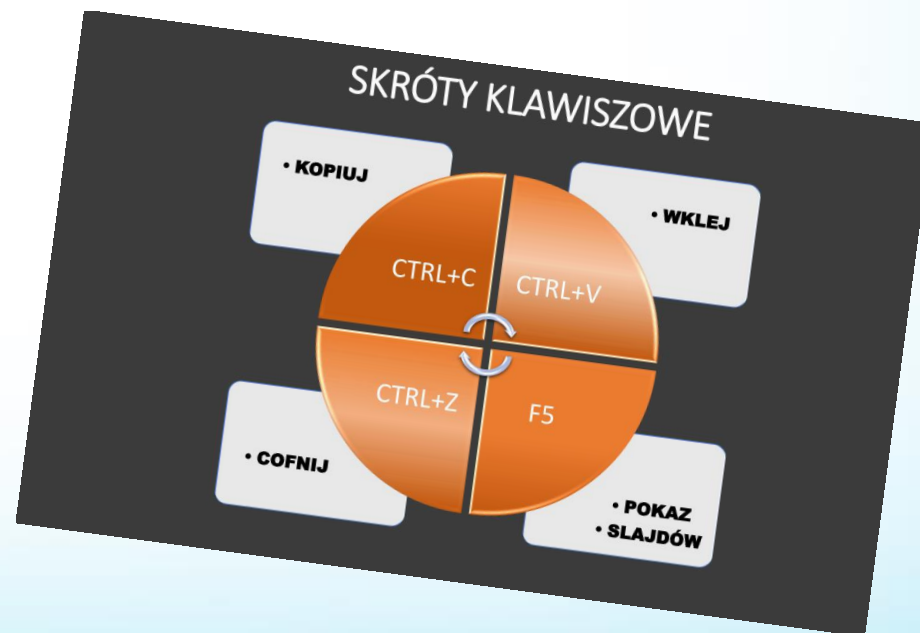 SKRÓTY KLAWISZOWE
• KOPIUJ
• WKLEJ
CTRL+C
CTRL+V
CTRL+Z
F5
• COFNIJ
• POKAZ
• SLAJDÓW